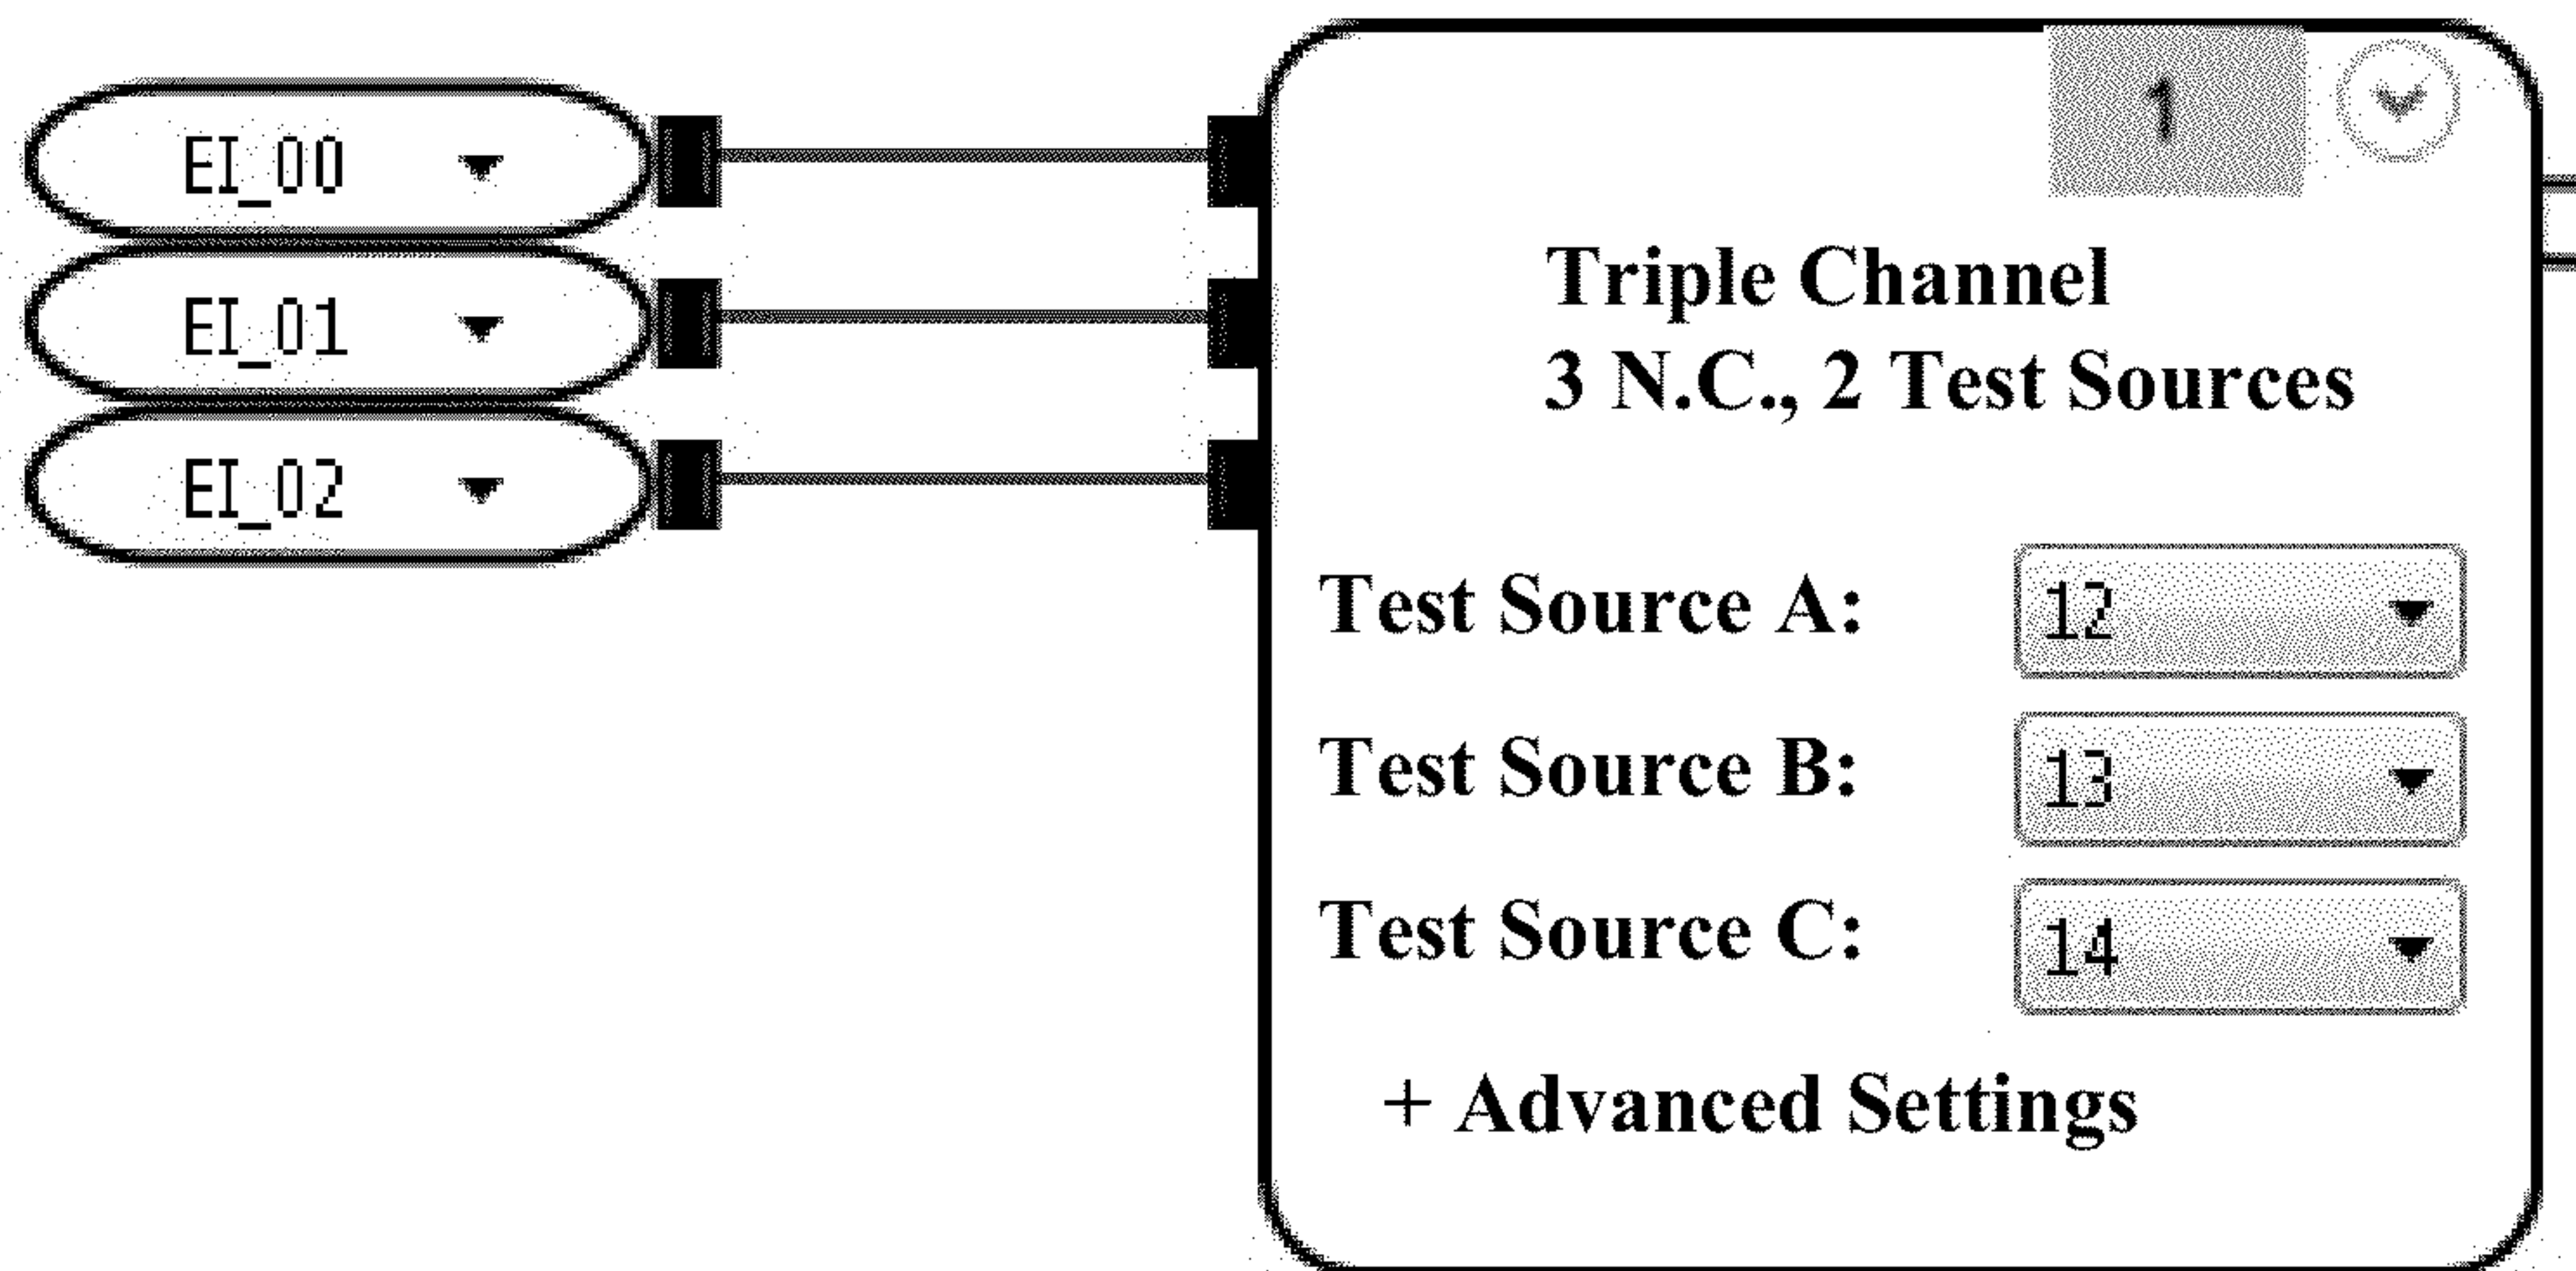 EI_00
EI_01
EI_02
1
Triple Channel
3 N.C., 2 Test Sources
Test Source A: 12
Test Source B: 13
Test Source C: 14
+ Advanced Settings